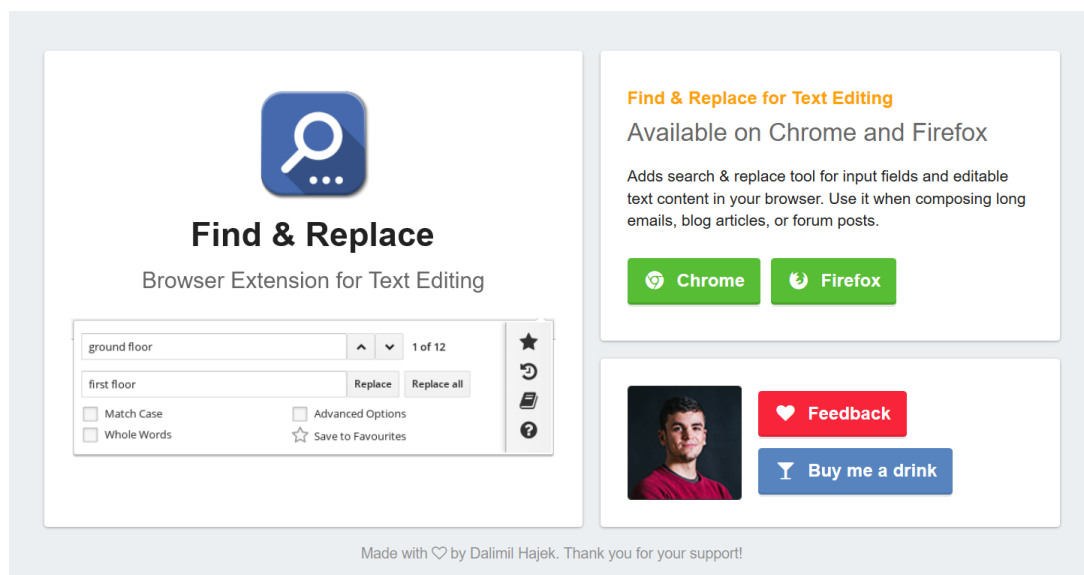 Find & Replace
Browser Extension for Text Editing
ground floor
1 of 12
first floor
Replace
Replace all
Match Case
Advanced Options
Whole Words
Save to Favourites
Find & Replace for Text Editing
Available on Chrome and Firefox
Adds search & replace tool for input fields and editable
text content in your browser. Use it when composing long
emails, blog articles, or forum posts.
Chrome
Firefox
Feedback
Buy me a drink
Made with ♡ by Dalimil Hajek. Thank you for your support!